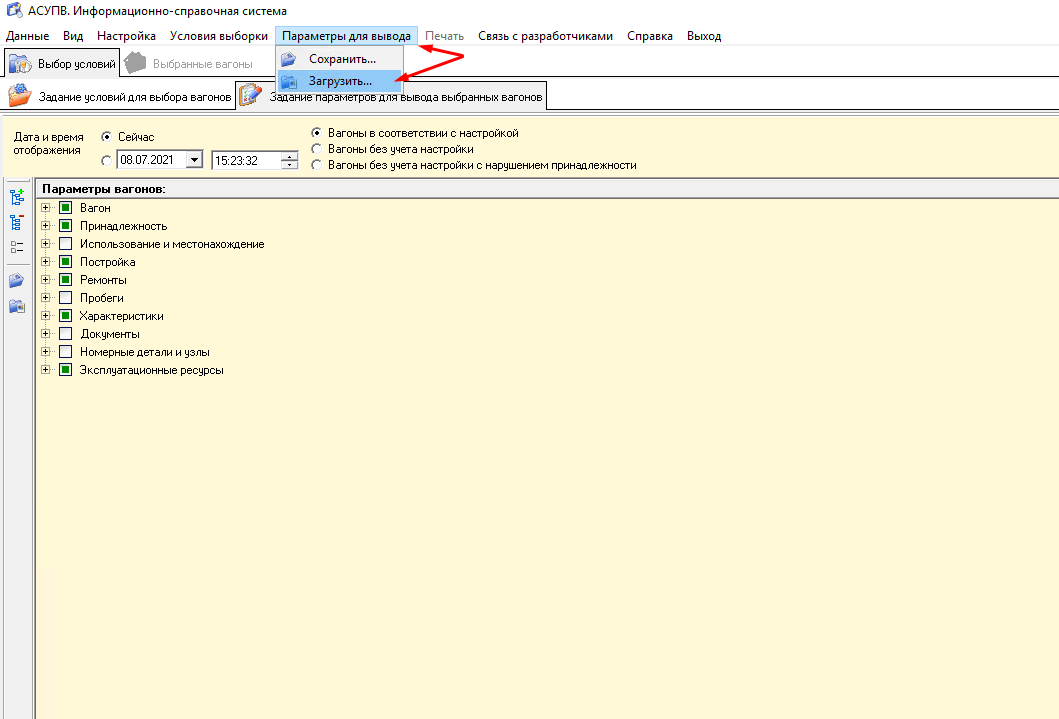 АСУПВ. Информационно-справочная система
Данные Вид Настройка Условия выборки Параметры для вывода Печать Связь с разработчиками Справка Выход
Сохранить...
Загрузить...
Выбор условий Выбранные вагоны
Задание условий для выбора вагонов Задание параметров для вывода выбранных вагонов
Дата и время отображения
Сейчас
08.07.2021 15:23:32
Вагоны в соответствии с настройкой
Вагоны без учета настройки
Вагоны без учета настройки с нарушением принадлежности
Параметры вагонов:
Вагон
Принадлежность
Использование и местонахождение
Постройка
Ремонты
Пробеги
Характеристики
Документы
Номерные детали и узлы
Эксплуатационные ресурсы